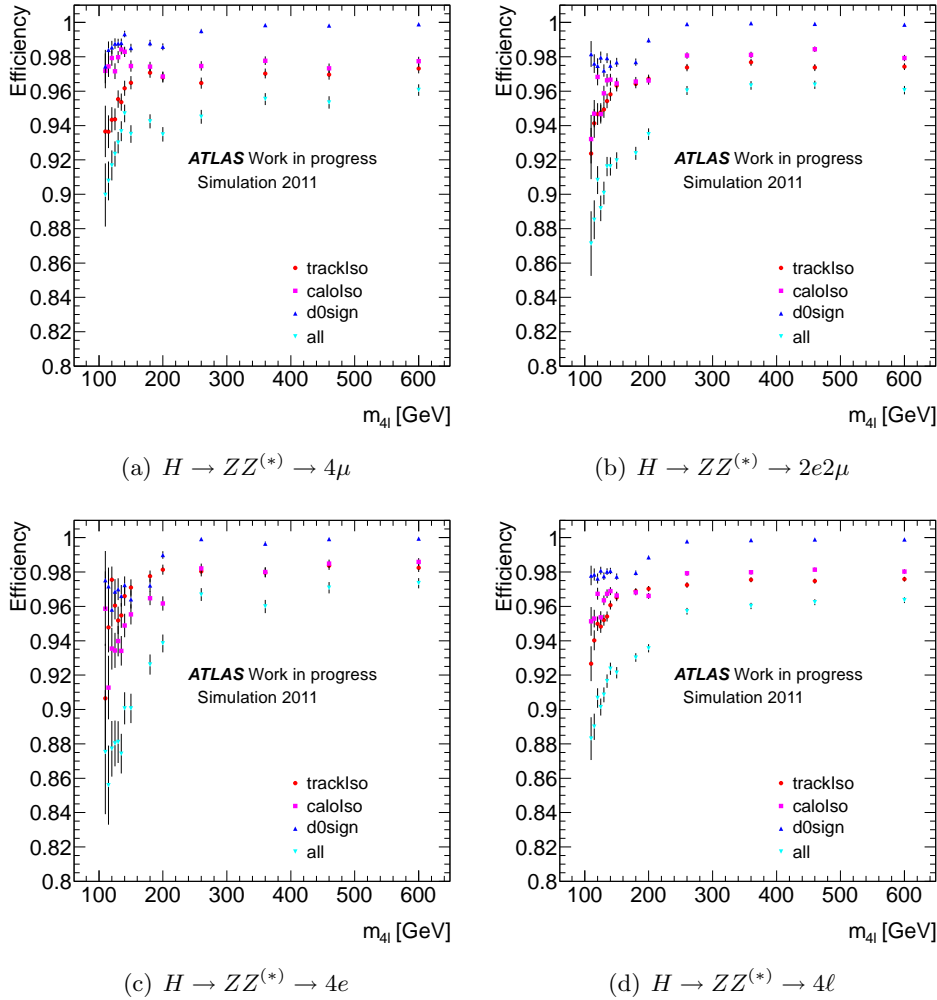 Efficiency
1
0.98
0.96
0.94
0.92
0.9
0.88
0.86
0.84
0.82
0.8
ATLAS Work in progress
Simulation 2011
trackIso
caloIso
d0sign
all
100 200 300 400 500 600
m4l [GeV]
(a) H → ZZ(*) → 4μ
Efficiency
1
0.98
0.96
0.94
0.92
0.9
0.88
0.86
0.84
0.82
0.8
ATLAS Work in progress
Simulation 2011
trackIso
caloIso
d0sign
all
100 200 300 400 500 600
m4l [GeV]
(b) H → ZZ(*) → 2e2μ
Efficiency
1
0.98
0.96
0.94
0.92
0.9
0.88
0.86
0.84
0.82
0.8
ATLAS Work in progress
Simulation 2011
trackIso
caloIso
d0sign
all
100 200 300 400 500 600
m4l [GeV]
(c) H → ZZ(*) → 4e
Efficiency
1
0.98
0.96
0.94
0.92
0.9
0.88
0.86
0.84
0.82
0.8
ATLAS Work in progress
Simulation 2011
trackIso
caloIso
d0sign
all
100 200 300 400 500 600
m4l [GeV]
(d) H → ZZ(*) → 4ℓ